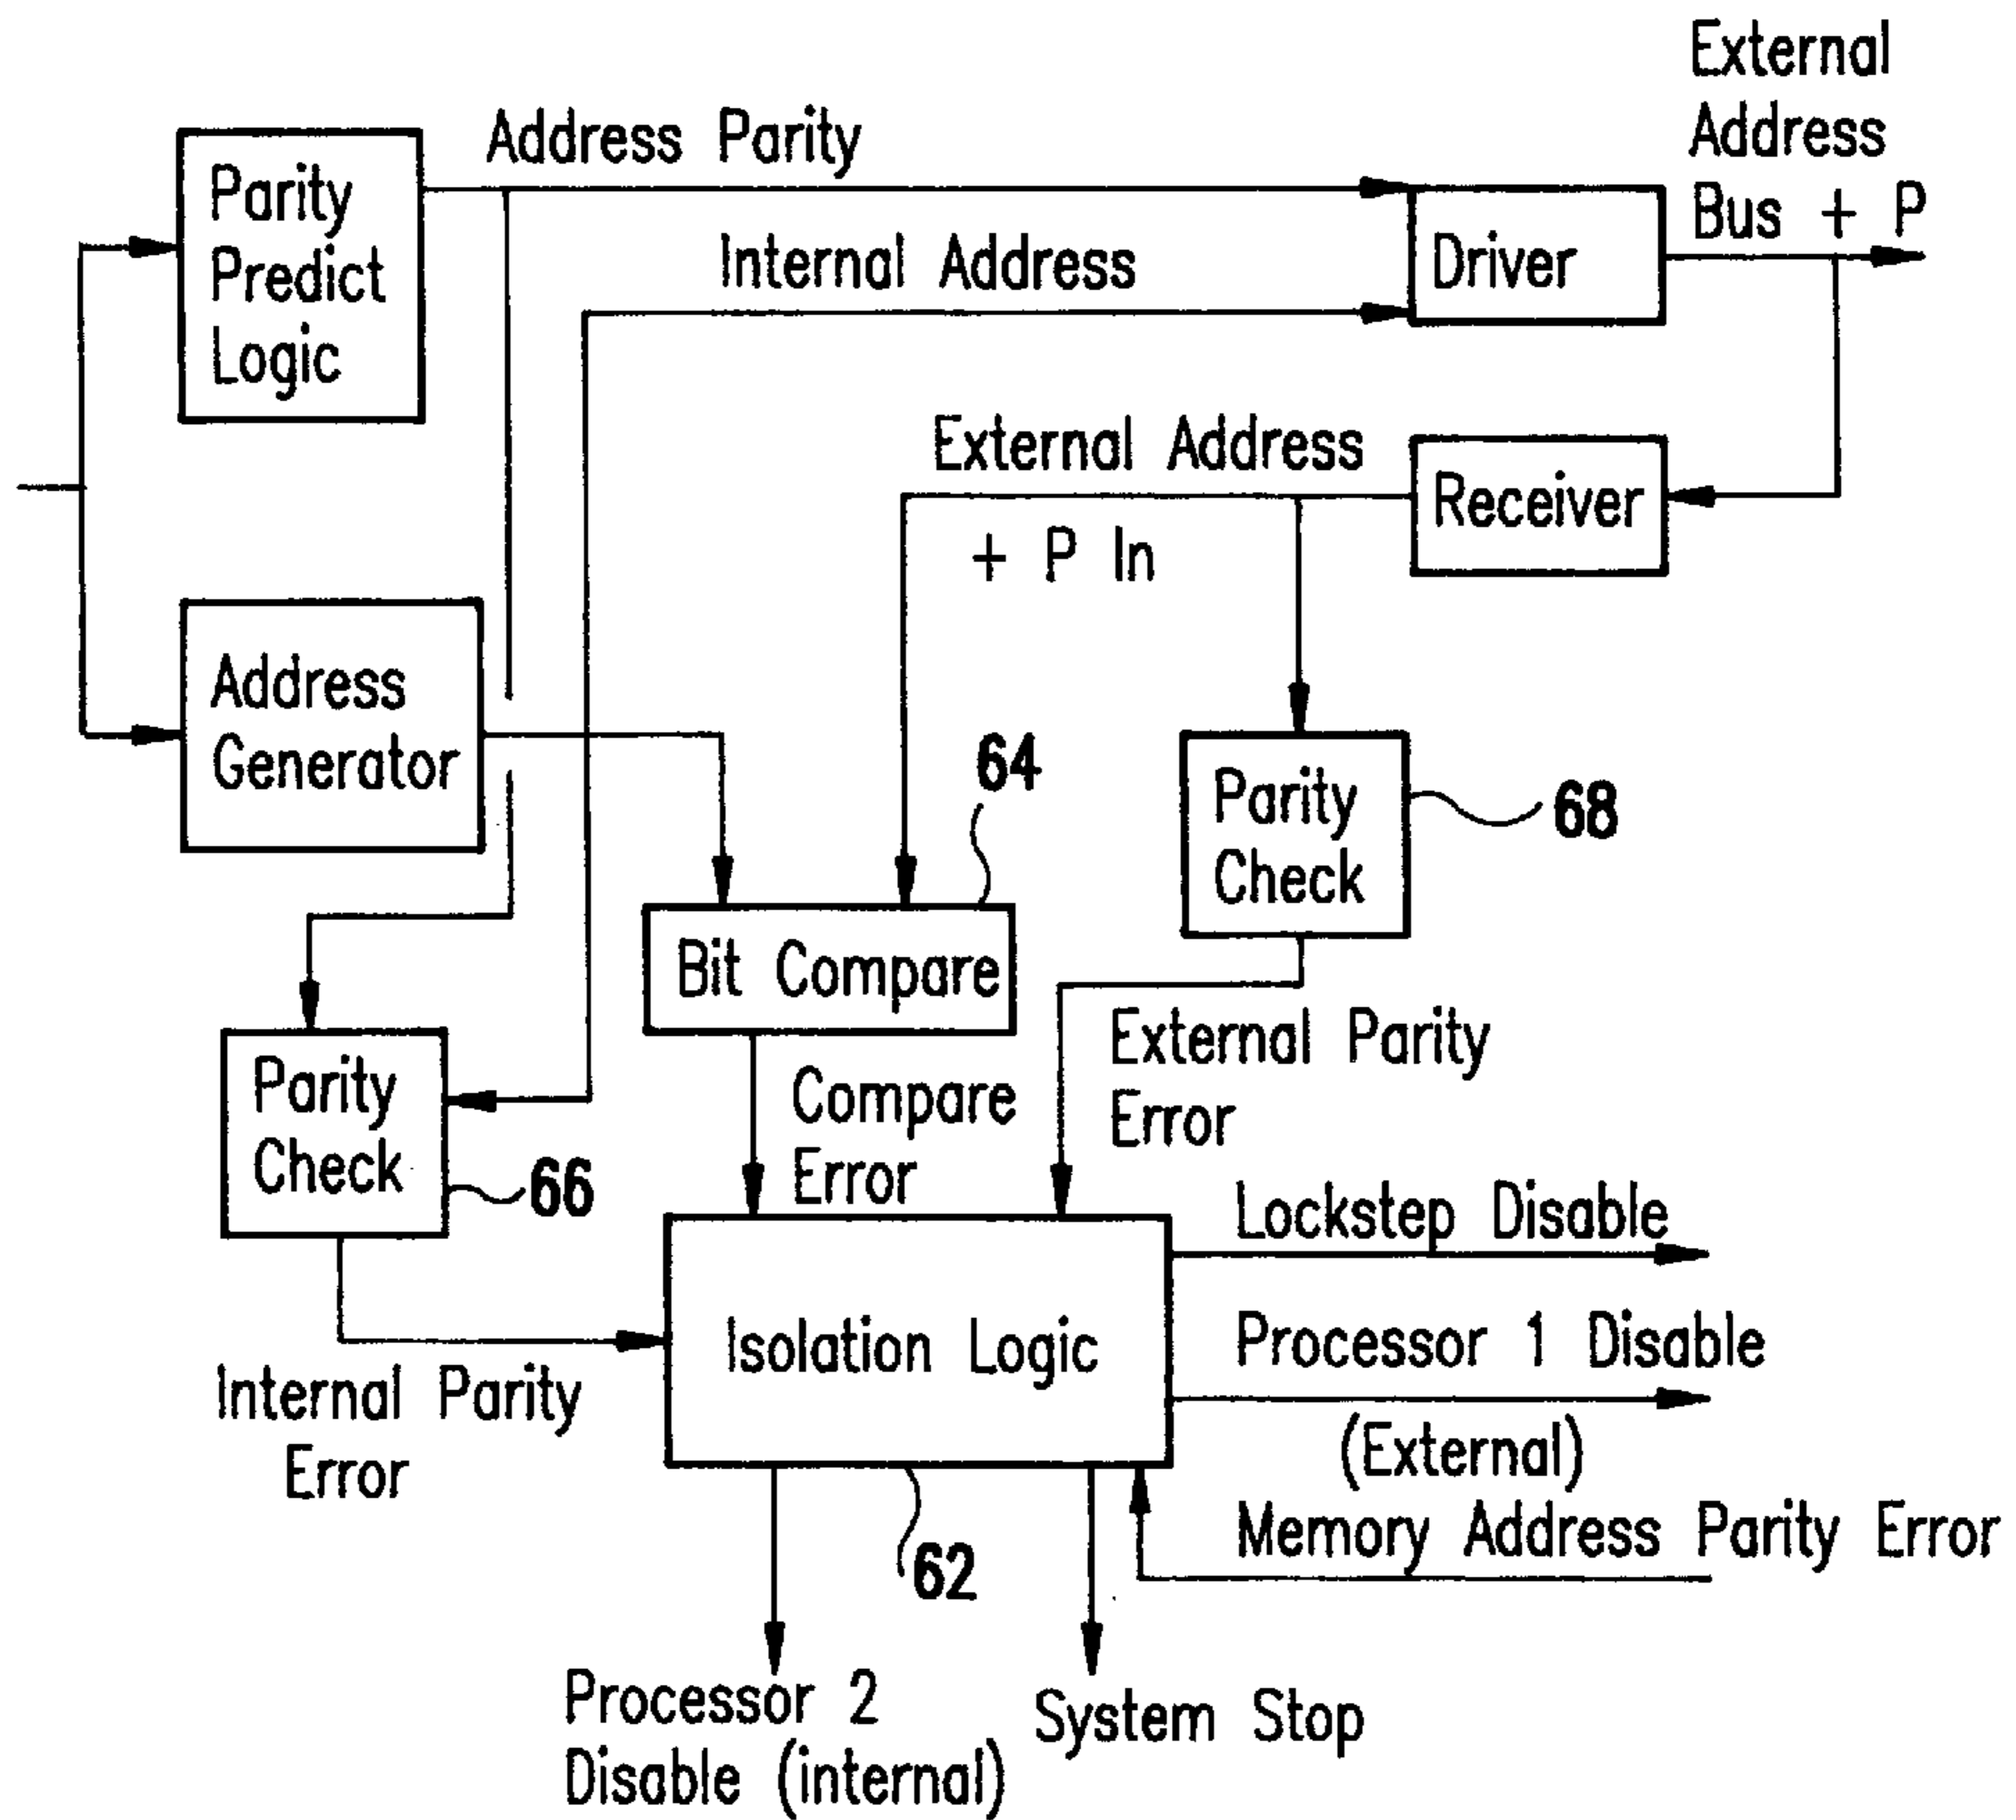 External
Address
Bus + P
Address Parity
Parity
Predict
Logic
Internal Address
Driver
External Address
+ P In
Receiver
Address
Generator
64
Parity
Check
68
Bit Compare
Parity
Check
66
Compare
Error
External Parity
Error
Internal Parity
Error
Isolation Logic
Lockstep Disable
Processor 1 Disable
(External)
Memory Address Parity Error
62
Processor 2
Disable (internal)
System Stop